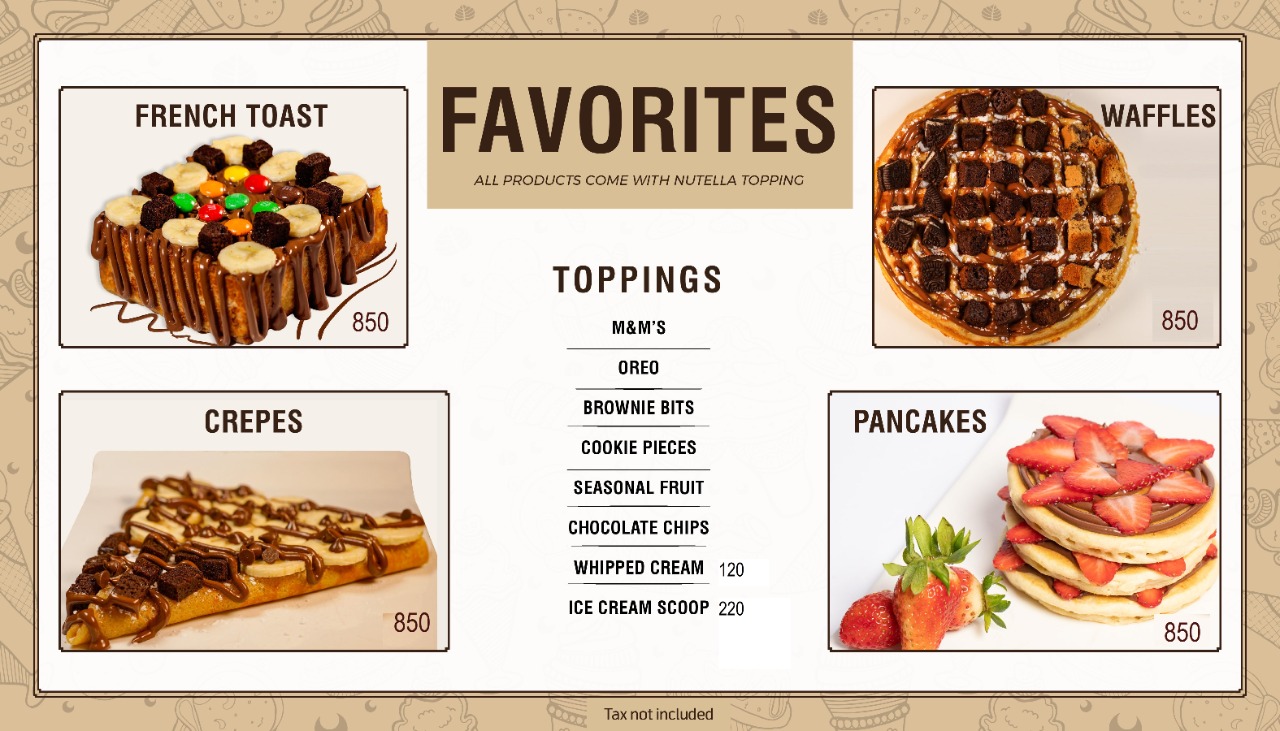 FAVORITES
ALL PRODUCTS COME WITH NUTELLA TOPPING
FRENCH TOAST
850
WAFFLES
850
TOPPINGS
M&M'S
OREO
BROWNIE BITS
COOKIE PIECES
SEASONAL FRUIT
CHOCOLATE CHIPS
WHIPPED CREAM 120
ICE CREAM SCOOP 220
CREPES
850
PANCAKES
850
Tax not included